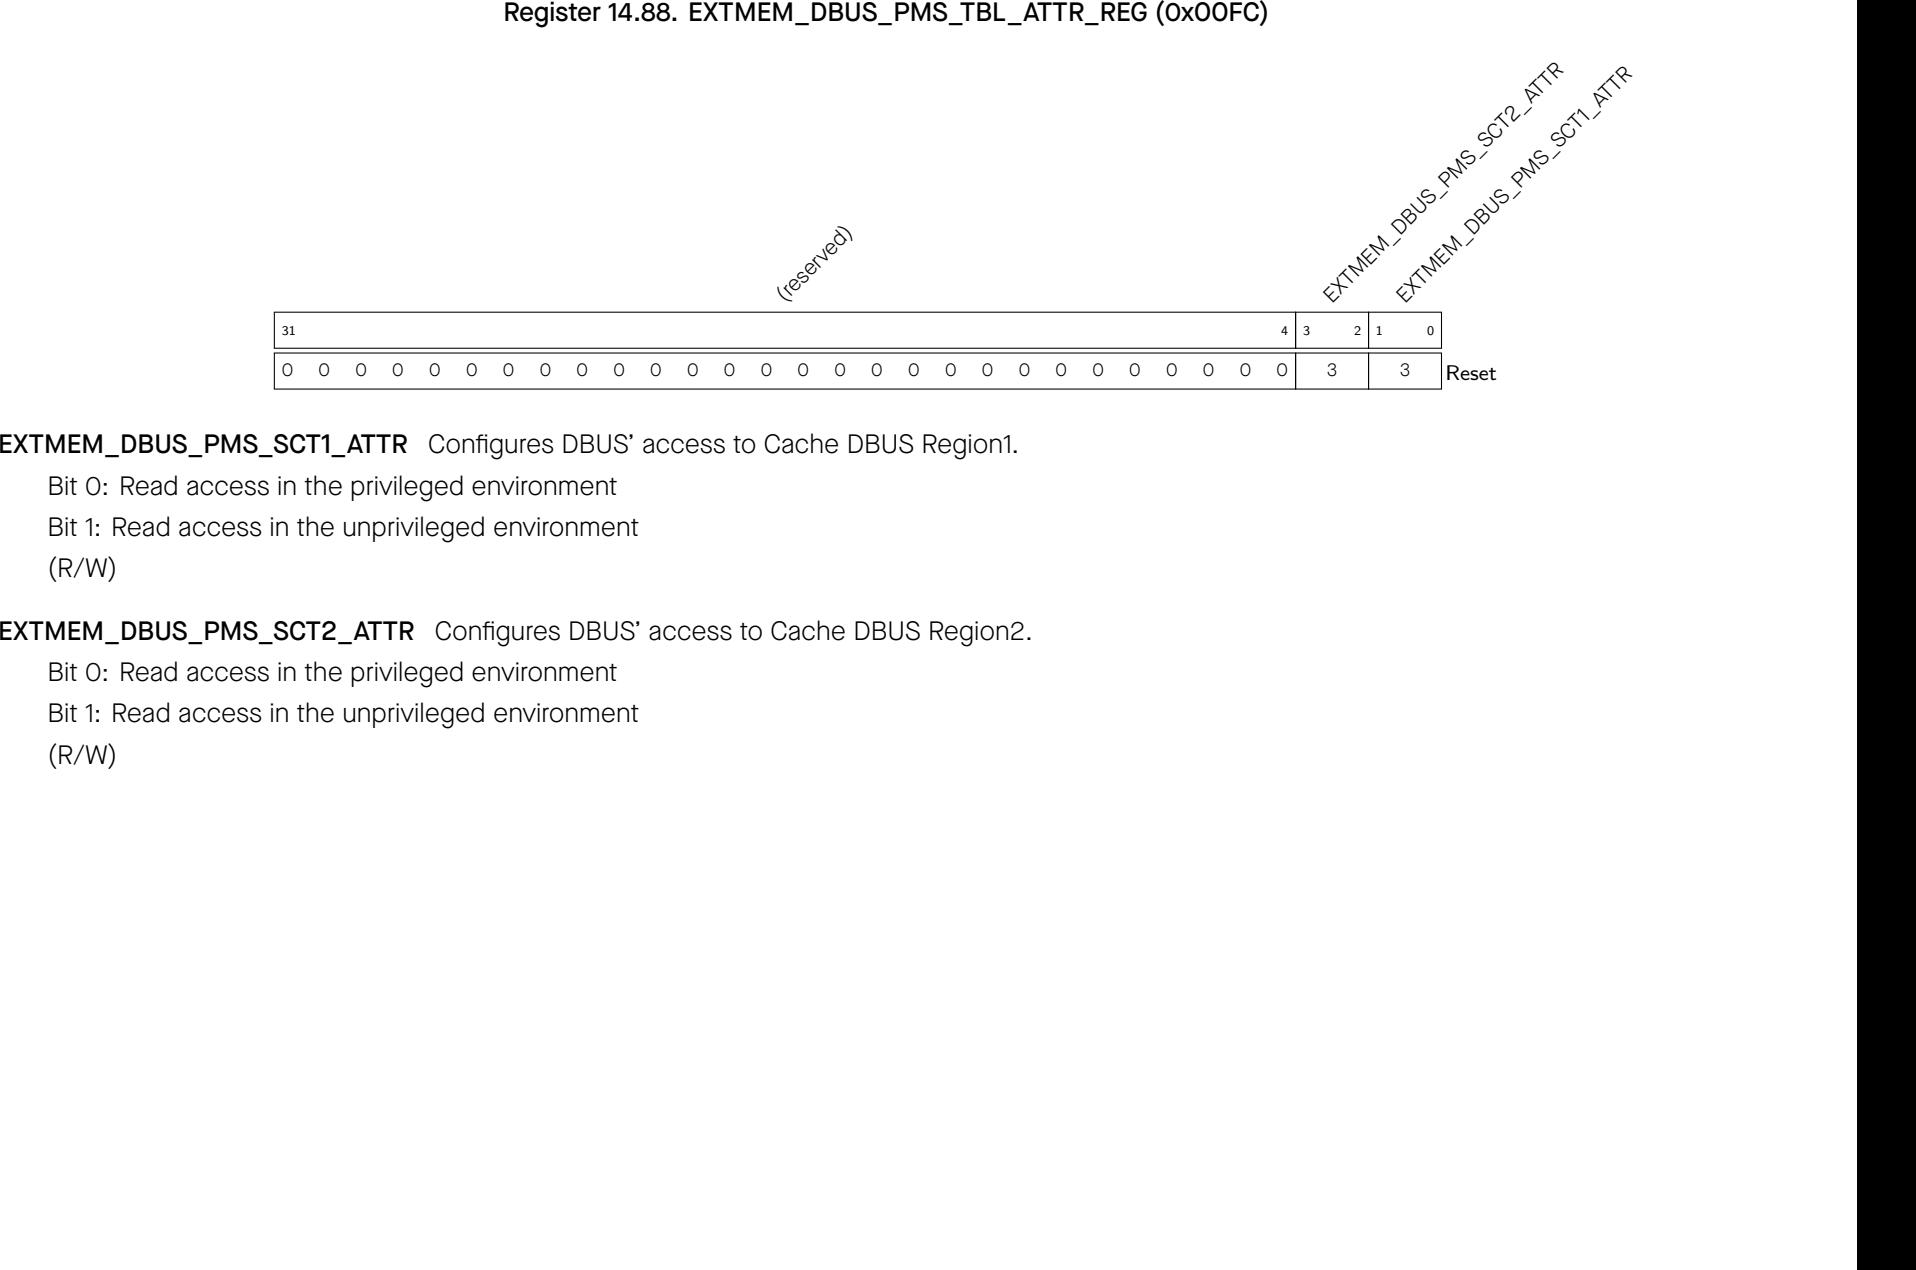 Register 14.88. EXTMEM_DBUS_PMS_TBL_ATTR_REG (0x00FC)
(reserved)
EXTMEM_DBUS_PMS_SCT2_ATTR
EXTMEM_DBUS_PMS_SCT1_ATTR
31 4 3 2 1 0
0 0 0 0 0 0 0 0 0 0 0 0 0 0 0 0 0 0 0 0 0 0 0 0 0 0 0 0 3 3 Reset
EXTMEM_DBUS_PMS_SCT1_ATTR Configures DBUS’ access to Cache DBUS Region1.
Bit 0: Read access in the privileged environment
Bit 1: Read access in the unprivileged environment
(R/W)
EXTMEM_DBUS_PMS_SCT2_ATTR Configures DBUS’ access to Cache DBUS Region2.
Bit 0: Read access in the privileged environment
Bit 1: Read access in the unprivileged environment
(R/W)